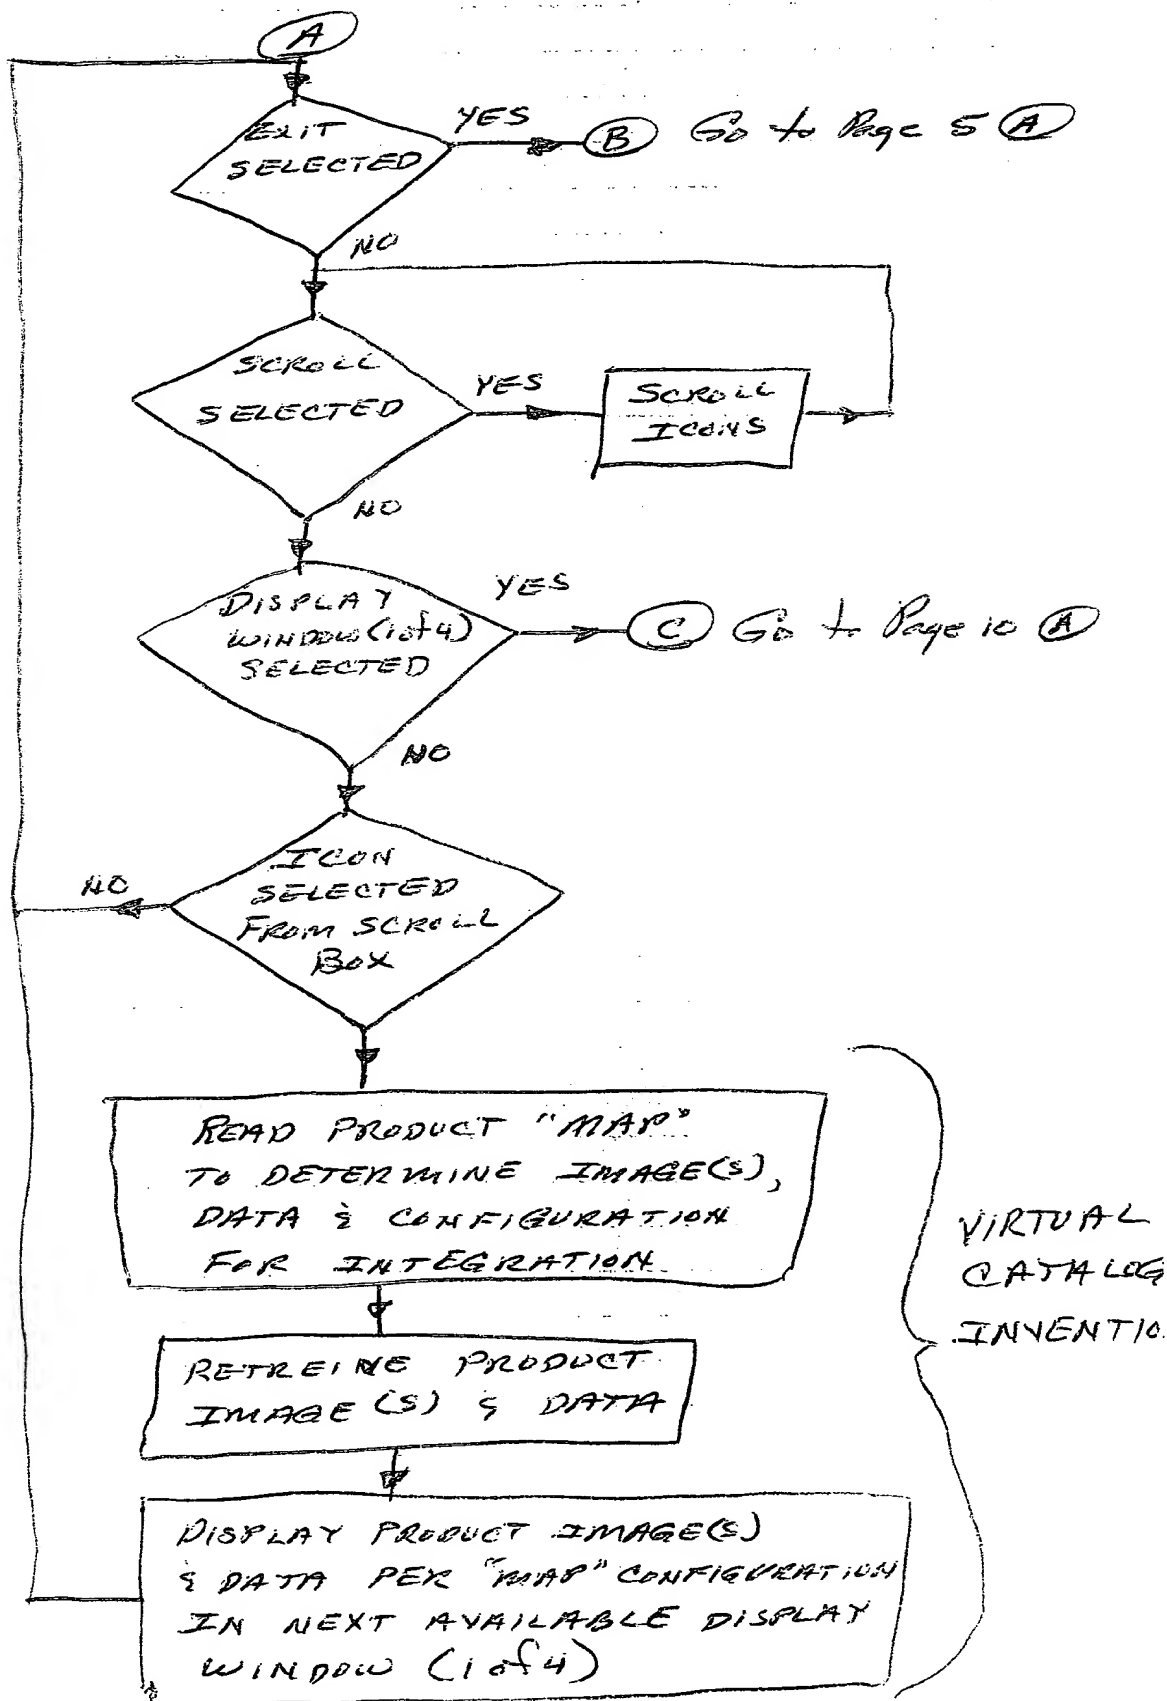 A
EXIT
SELECTED
YES
B Go to Page 5 A
NO
SCROLL
SELECTED
YES
SCROLL
ICONS
NO
DISPLAY
WINDOW (1 of 4)
SELECTED
YES
C Go to Page 10 A
NO
ICON
SELECTED
FROM SCROLL
BOX
NO
READ PRODUCT "MAP"
TO DETERMINE IMAGE(S),
DATA & CONFIGURATION
FOR INTEGRATION
RETREIVE PRODUCT
IMAGE(S) & DATA
DISPLAY PRODUCT IMAGE(S)
& DATA PER "MAP" CONFIGURATION
IN NEXT AVAILABLE DISPLAY
WINDOW (1 of 4)
VIRTUAL
CATALOG
INVENTIO